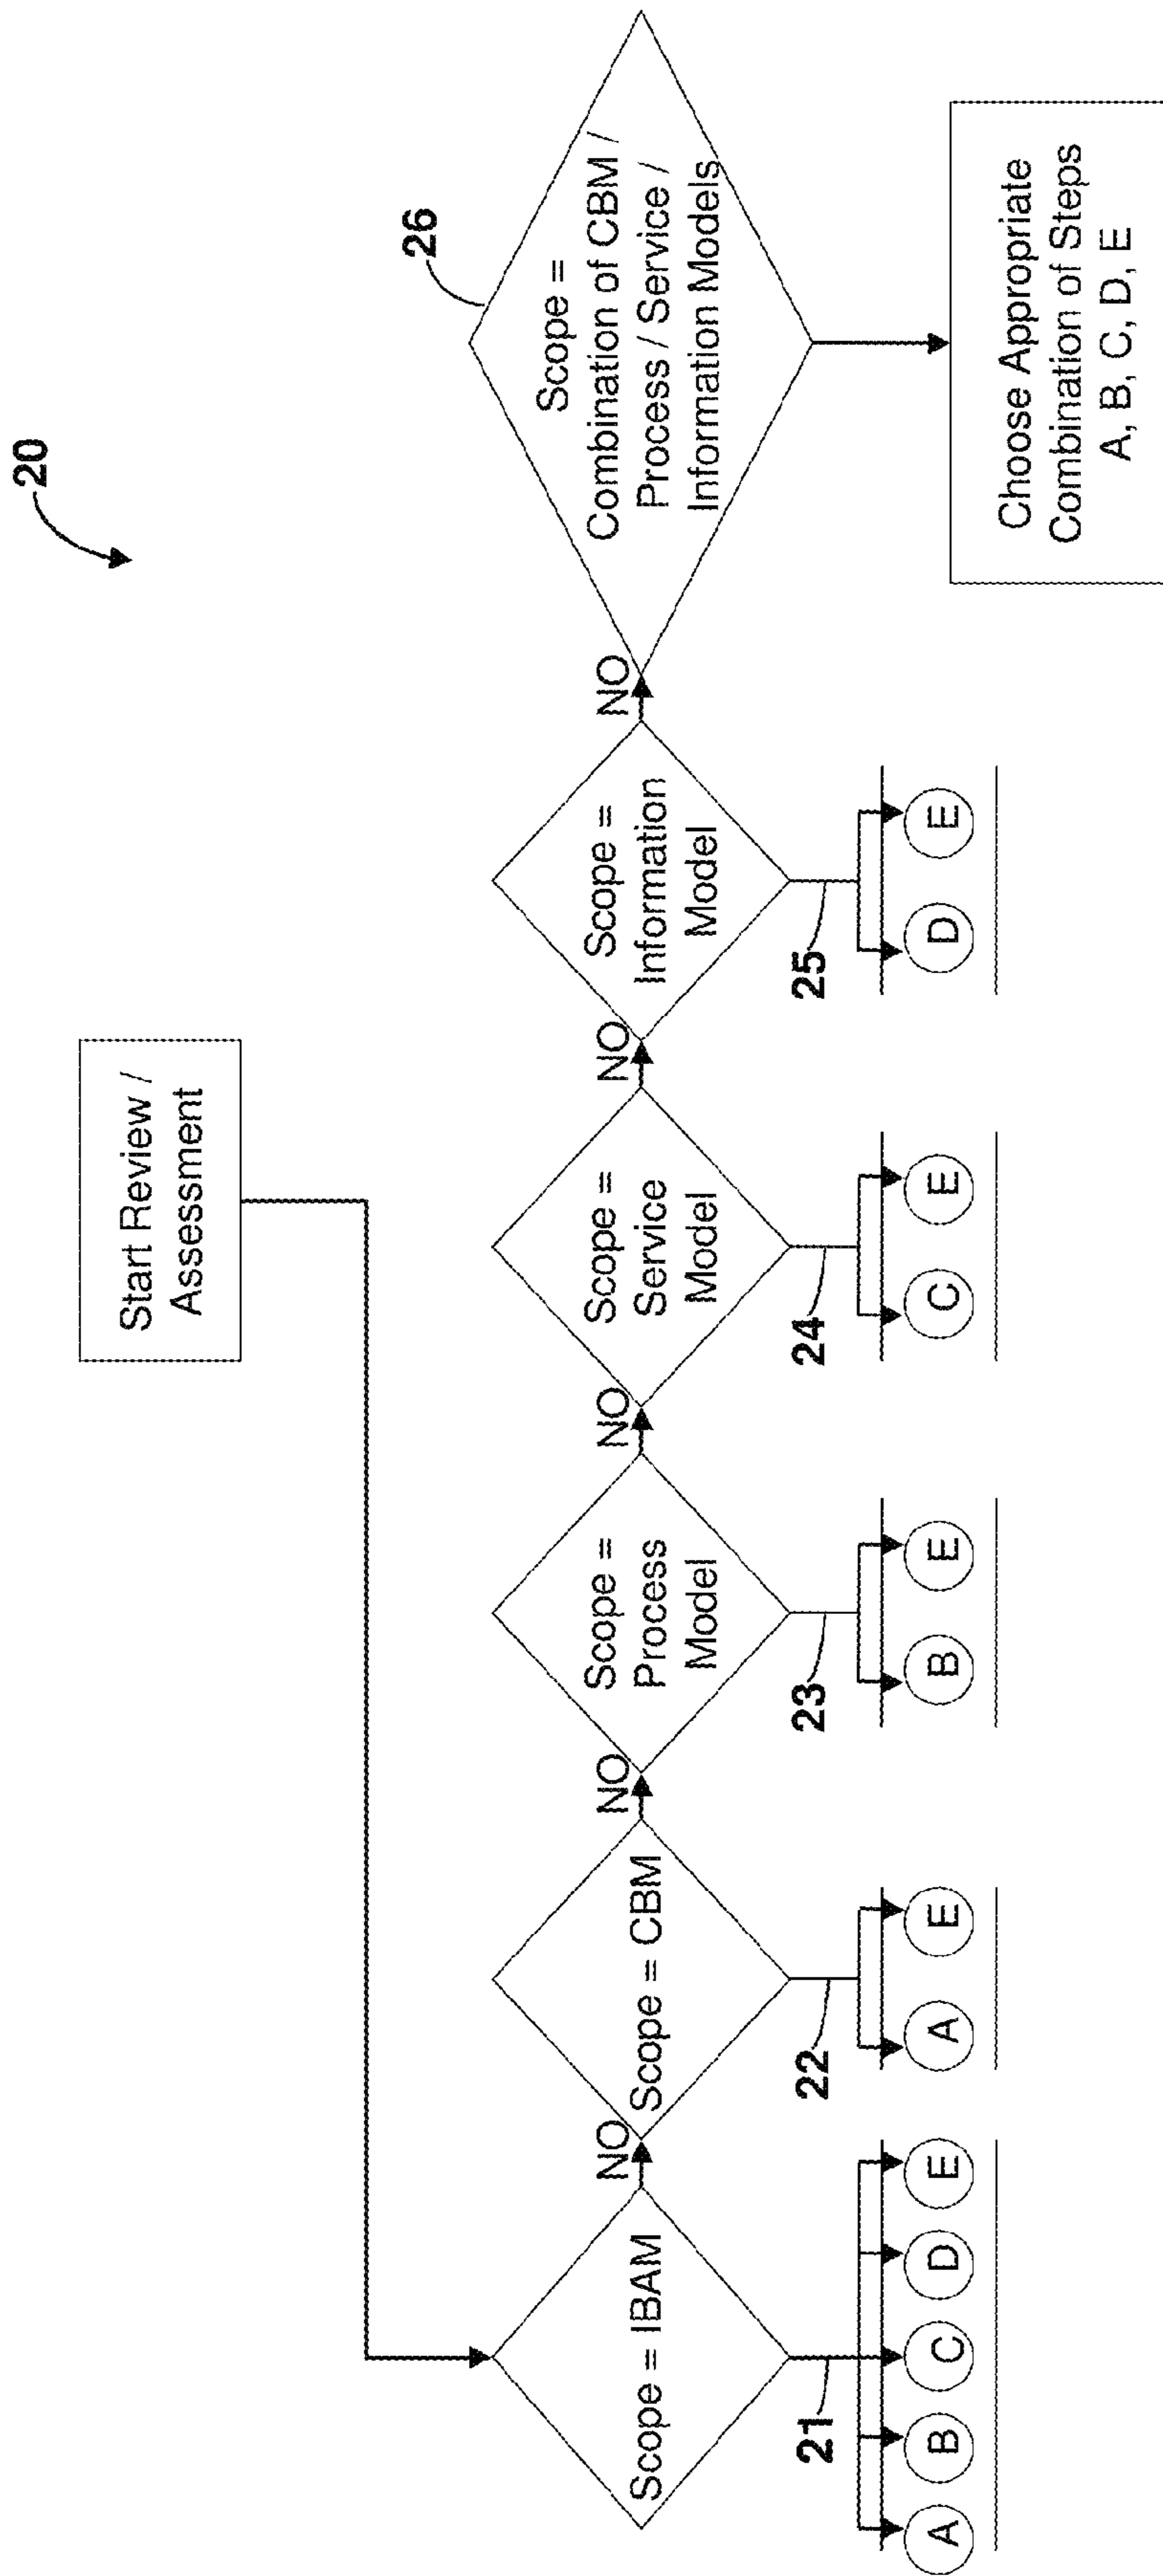 20
Start Review /
Assessment
Scope = IBAM
NO
Scope = CBM
NO
Scope =
Process
Model
NO
Scope =
Service
Model
NO
Scope =
Information
Model
NO
Scope =
Combination of CBM /
Process / Service /
Information Models
26
21
A B C D E
22
A E
23
B E
24
C E
25
D E
Choose Appropriate
Combination of Steps
A, B, C, D, E